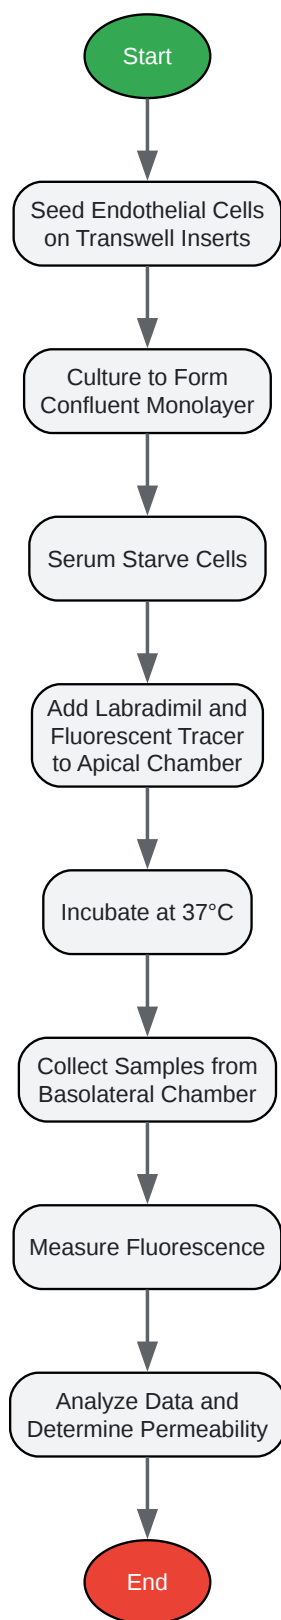 Start
Seed Endothelial Cells
on Transwell Inserts
Culture to Form
Confluent Monolayer
Serum Starve Cells
Add Labradimil and
Fluorescent Tracer
to Apical Chamber
Incubate at 37°C
Collect Samples from
Basolateral Chamber
Measure Fluorescence
Analyze Data and
Determine Permeability
End